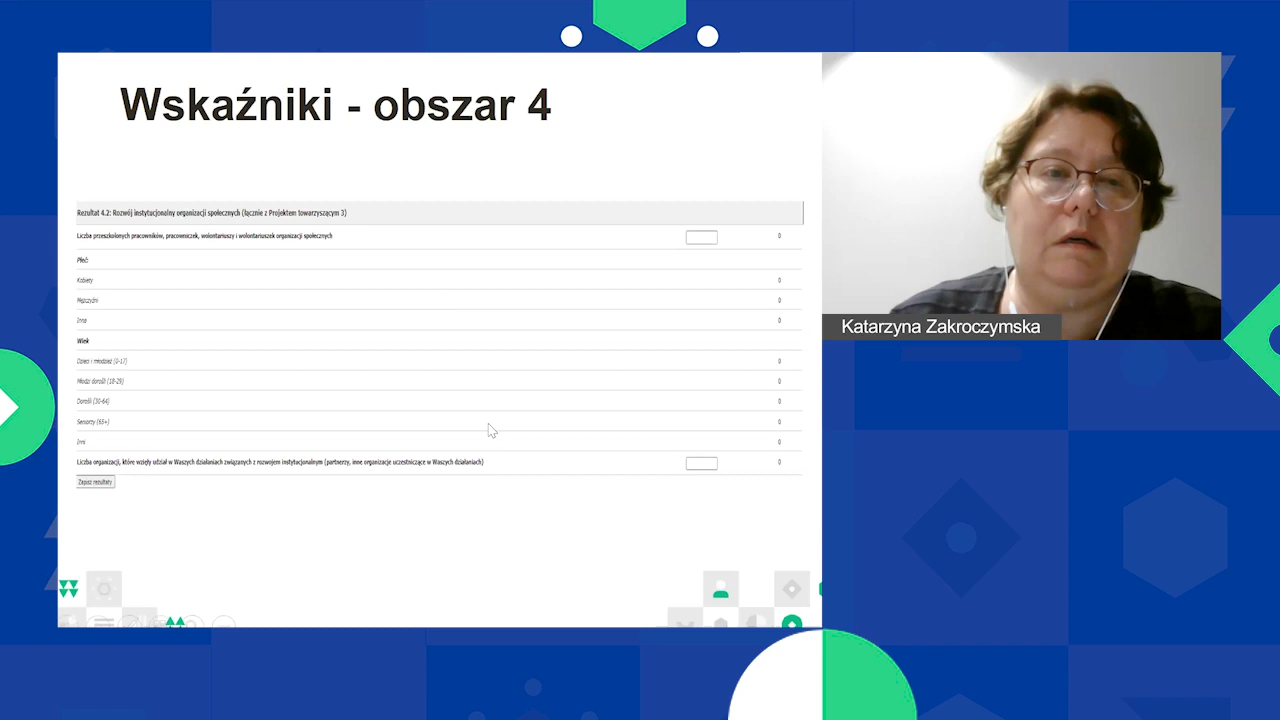 Wskaźniki - obszar 4
Rezultat 4.2: Rozwój instytucjonalny organizacji społecznych (łącznie z Projektem towarzyszącym 3)
Liczba przeszkolonych pracowników, pracowniczek, wolontariuszy i wolontariuszek organizacji społecznych 0
Płeć:
Kobiety 0
Mężczyźni 0
Inne 0
Wiek
Dzieci i młodzież (0-17) 0
Młodzi dorośli (18-29) 0
Dorośli (30-64) 0
Seniorzy (65+) 0
Inni 0
Liczba organizacji, które wzięły udział w Waszych działaniach związanych z rozwojem instytucjonalnym (partnerzy, inne organizacje uczestniczące w Waszych działaniach) 0
Zapisz rezultaty
Katarzyna Zakroczymska